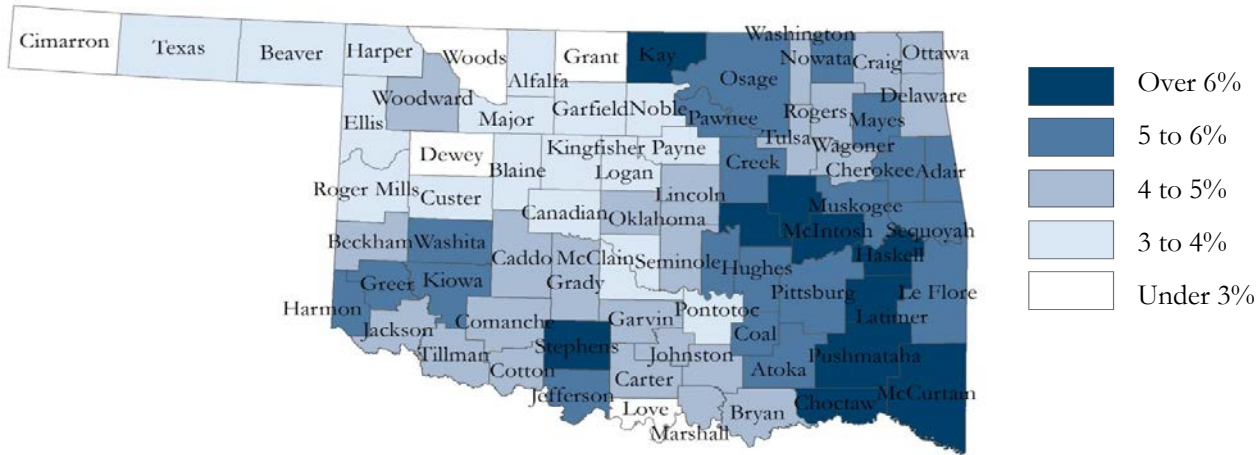 Cimarron
Texas
Beaver
Harper
Woods
Alfalfa
Grant
Kay
Osage
Washington
Nowata
Craig
Ottawa
Woodward
Ellis
Major
Garfield
Noble
Pawnee
Rogers
Mayes
Delaware
Tulsa
Wagoner
Dewey
Blaine
Kingfisher
Payne
Logan
Creek
Cherokee
Adair
Roger Mills
Custer
Canadian
Oklahoma
Lincoln
Muskogee
McIntosh
Sequoyah
Beckham
Washita
Caddo
McClain
Grady
Seminole
Hughes
Haskell
Greer
Kiowa
Pittsburg
Le Flore
Harmon
Jackson
Comanche
Garvin
Pontotoc
Coal
Latimer
Tillman
Stephens
Johnston
Atoka
Pushmataha
Cotton
Carter
Jefferson
Love
Marshall
Bryan
Choctaw
McCurtain
Over 6%
5 to 6%
4 to 5%
3 to 4%
Under 3%